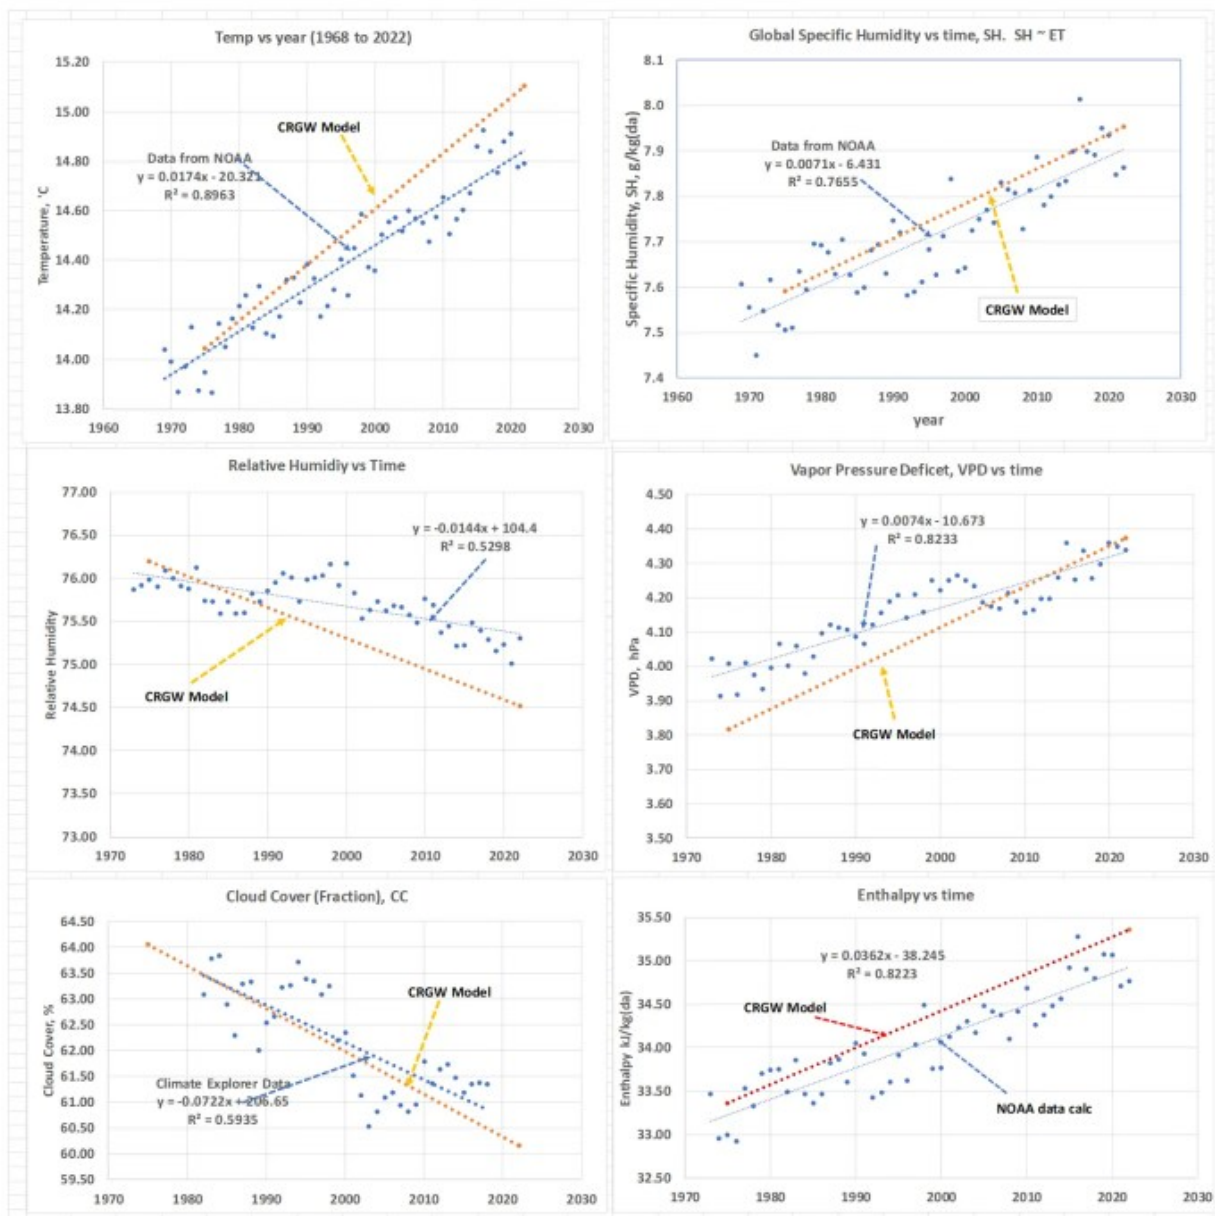 Temp vs year (1968 to 2022)
15.20
15.00
14.80
14.60
14.40
14.20
14.00
13.80
Temperature, 'C
CRGW Model
Data from NOAA
y = 0.0174x - 20.321
R² = 0.8963
1960 1970 1980 1990 2000 2010 2020 2030
Global Specific Humidity vs time, SH. SH ~ ET
8.1
8.0
7.9
7.8
7.7
7.6
7.5
7.4
Specific Humidity, SH, g/kg(da)
Data from NOAA
y = 0.0071x - 6.431
R² = 0.7655
CRGW Model
1960 1970 1980 1990 2000 2010 2020 2030
year
Relative Humidiy vs Time
77.00
76.50
76.00
75.50
75.00
74.50
74.00
73.50
73.00
Relative Humidity
y = -0.0144x + 104.4
R² = 0.5298
CRGW Model
1970 1980 1990 2000 2010 2020 2030
Vapor Pressure Deficet, VPD vs time
4.50
4.40
4.30
4.20
4.10
4.00
3.90
3.80
3.70
3.60
3.50
VPD, hPa
y = 0.0074x - 10.673
R² = 0.8233
CRGW Model
1970 1980 1990 2000 2010 2020 2030
Cloud Cover (Fraction), CC
64.50
64.00
63.50
63.00
62.50
62.00
61.50
61.00
60.50
60.00
59.50
Cloud Cover, %
CRGW Model
Climate Explorer Data
y = -0.0722x + 206.65
R² = 0.5935
1970 1980 1990 2000 2010 2020 2030
Enthalpy vs time
35.50
35.00
34.50
34.00
33.50
33.00
32.50
Enthalpy kJ/kg(da)
y = 0.0362x - 38.245
R² = 0.8223
CRGW Model
NOAA data calc
1970 1980 1990 2000 2010 2020 2030